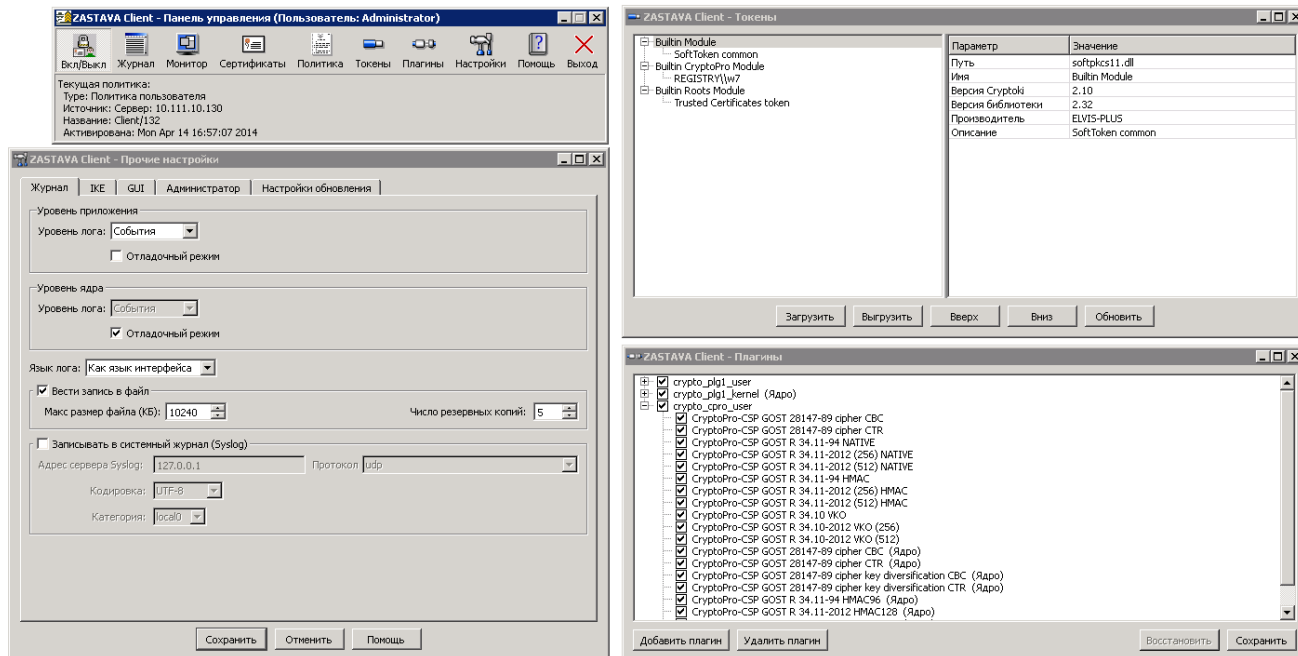 ZASTAVA Client - Панель управления (Пользователь: Administrator)
Вкл/Выкл Журнал Монитор Сертификаты Политика Токены Плагины Настройки Помощь Выход
Текущая политика:
Type: Политика пользователя
Источник: Сервер: 10.111.10.130
Название: Client/132
Активирована: Mon Apr 14 16:57:07 2014
ZASTAVA Client - Прочие настройки
Журнал IKE GUI Администратор Настройки обновления
Уровень приложения
Уровень лога: События
Отладочный режим
Уровень ядра
Уровень лога: События
Отладочный режим
Язык лога: Как язык интерфейса
Вести запись в файл
Макс размер файла (КБ): 10240 Число резервных копий: 5
Записывать в системный журнал (Syslog)
Адрес сервера Syslog: 127.0.0.1 Протокол udp
Кодировка: UTF-8
Категория: local0
Сохранить Отменить Помощь
ZASTAVA Client - Токены
Builtin Module
SoftToken common
Builtin CryptoPro Module
REGISTRY\\w7
Builtin Roots Module
Trusted Certificates token
Параметр Значение
Путь softpkcs11.dll
Имя Builtin Module
Версия Cryptoki 2.10
Версия библиотеки 2.32
Производитель ELVIS-PLUS
Описание SoftToken common
Загрузить Выгрузить Вверх Вниз Обновить
ZASTAVA Client - Плагины
crypto_plg1_user
crypto_plg1_kernel (Ядро)
crypto_cpro_user
CryptoPro-CSP GOST 28147-89 cipher CBC
CryptoPro-CSP GOST 28147-89 cipher CTR
CryptoPro-CSP GOST R 34.11-94 NATIVE
CryptoPro-CSP GOST R 34.11-2012 (256) NATIVE
CryptoPro-CSP GOST R 34.11-2012 (512) NATIVE
CryptoPro-CSP GOST R 34.11-94 HMAC
CryptoPro-CSP GOST R 34.11-2012 (256) HMAC
CryptoPro-CSP GOST R 34.11-2012 (512) HMAC
CryptoPro-CSP GOST R 34.10 VKO
CryptoPro-CSP GOST R 34.10-2012 VKO (256)
CryptoPro-CSP GOST R 34.10-2012 VKO (512)
CryptoPro-CSP GOST 28147-89 cipher CBC (Ядро)
CryptoPro-CSP GOST 28147-89 cipher CTR (Ядро)
CryptoPro-CSP GOST 28147-89 cipher key diversification CBC (Ядро)
CryptoPro-CSP GOST 28147-89 cipher key diversification CTR (Ядро)
CryptoPro-CSP GOST R 34.11-94 HMAC96 (Ядро)
CryptoPro-CSP GOST R 34.11-2012 HMAC128 (Ядро)
Добавить плагин Удалить плагин Восстановить Сохранить